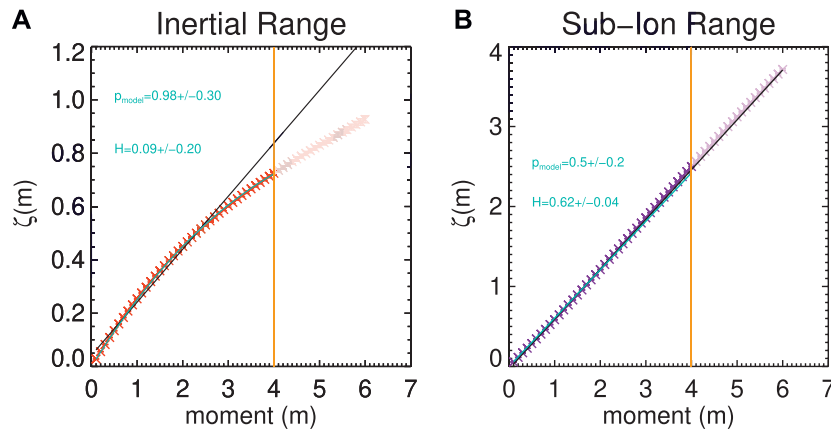 A
Inertial Range
1.2
1.0
0.8
0.6
0.4
0.2
0.0
ζ(m)
p_model=0.98+/-0.30
H=0.09+/-0.20
0 1 2 3 4 5 6 7
moment (m)
B
Sub-Ion Range
4
3
2
1
0
ζ(m)
p_model=0.5+/-0.2
H=0.62+/-0.04
0 1 2 3 4 5 6 7
moment (m)